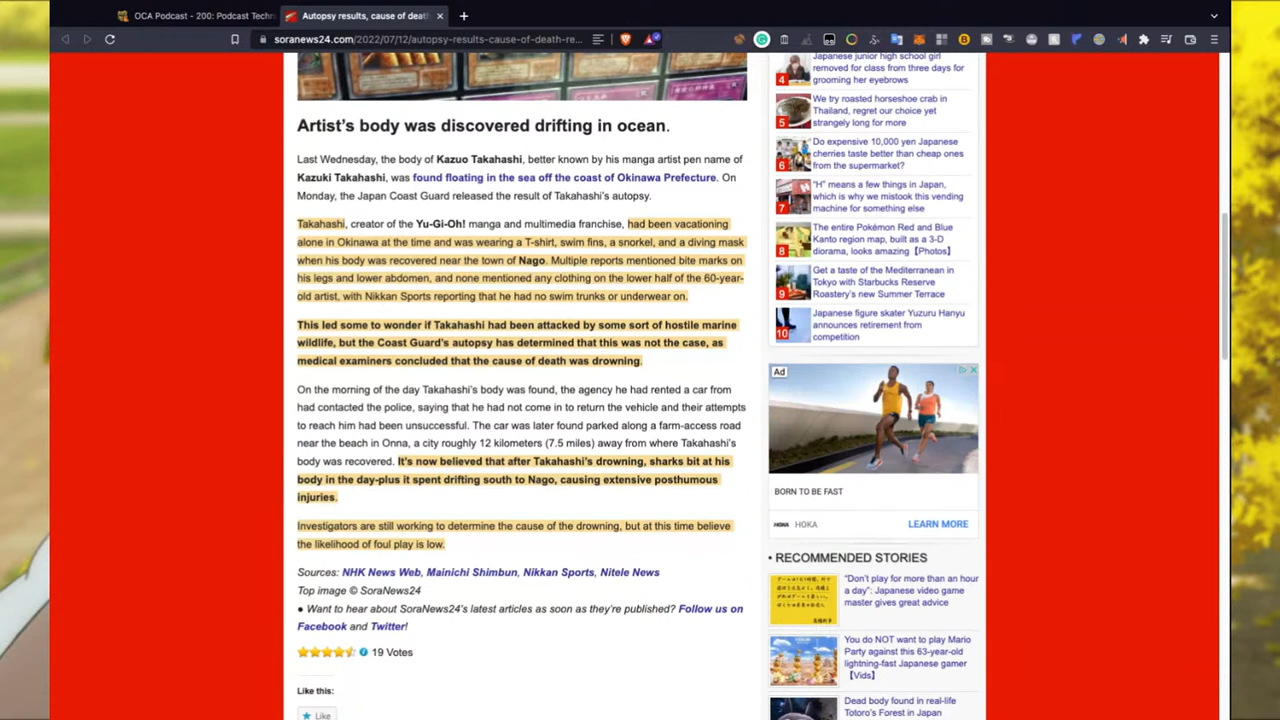 OCA Podcast - 200: Podcast Techn
Autopsy results, cause of death
soranews24.com/2022/07/12/autopsy-results-cause-of-death-re...
Artist's body was discovered drifting in ocean.
Last Wednesday, the body of Kazuo Takahashi, better known by his manga artist pen name of
Kazuki Takahashi, was found floating in the sea off the coast of Okinawa Prefecture. On
Monday, the Japan Coast Guard released the result of Takahashi's autopsy.
Takahashi, creator of the Yu-Gi-Oh! manga and multimedia franchise, had been vacationing
alone in Okinawa at the time and was wearing a T-shirt, swim fins, a snorkel, and a diving mask
when his body was recovered near the town of Nago. Multiple reports mentioned bite marks on
his legs and lower abdomen, and none mentioned any clothing on the lower half of the 60-year-
old artist, with Nikkan Sports reporting that he had no swim trunks or underwear on.
This led some to wonder if Takahashi had been attacked by some sort of hostile marine
wildlife, but the Coast Guard's autopsy has determined that this was not the case, as
medical examiners concluded that the cause of death was drowning.
On the morning of the day Takahashi's body was found, the agency he had rented a car from
had contacted the police, saying that he had not come in to return the vehicle and their attempts
to reach him had been unsuccessful. The car was later found parked along a farm-access road
near the beach in Onna, a city roughly 12 kilometers (7.5 miles) away from where Takahashi's
body was recovered. It's now believed that after Takahashi's drowning, sharks bit at his
body in the day-plus it spent drifting south to Nago, causing extensive posthumous
injuries.
Investigators are still working to determine the cause of the drowning, but at this time believe
the likelihood of foul play is low.
Sources: NHK News Web, Mainichi Shimbun, Nikkan Sports, Nitele News
Top image © SoraNews24
● Want to hear about SoraNews24's latest articles as soon as they're published? Follow us on
Facebook and Twitter!
19 Votes
Like this:
Like
Japanese junior high school girl
4 removed for class from three days for
grooming her eyebrows
We try roasted horseshoe crab in
Thailand, regret our choice yet
5 strangely long for more
Do expensive 10,000 yen Japanese
cherries taste better than cheap ones
6 from the supermarket?
"H" means a few things in Japan,
which is why we mistook this vending
7 machine for something else
The entire Pokémon Red and Blue
Kanto region map, built as a 3-D
8 diorama, looks amazing【Photos】
Get a taste of the Mediterranean in
Tokyo with Starbucks Reserve
9 Roastery's new Summer Terrace
Japanese figure skater Yuzuru Hanyu
announces retirement from
10 competition
Ad
BORN TO BE FAST
HOKA HOKA LEARN MORE
• RECOMMENDED STORIES
"Don't play for more than an hour
a day": Japanese video game
master gives great advice
You do NOT want to play Mario
Party against this 63-year-old
lightning-fast Japanese gamer
【Vids】
Dead body found in real-life
Totoro's Forest in Japan